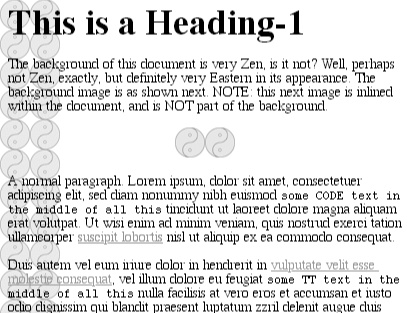 This is a Heading-1
The background of this document is very Zen, is it not? Well, perhaps
not Zen, exactly, but definitely very Eastern in its appearance. The
background image is as shown next. NOTE: this next image is inlined
within the document, and is NOT part of the background.
A normal paragraph. Lorem ipsum, dolor sit amet, consectetuer
adipiscing elit, sed diam nonummy nibh euismod some CODE text in
the middle of all this tincidunt ut laoreet dolore magna aliquam
erat volutpat. Ut wisi enim ad minim veniam, quis nostrud exerci tation
ullamcorper suscipit lobortis nisl ut aliquip ex ea commodo consequat.
Duis autem vel eum iriure dolor in hendrerit in vulputate velit esse
molestie consequat, vel illum dolore eu feugiat some TT text in the
middle of all this nulla facilisis at vero eros et accumsan et iusto
odio dignissim qui blandit praesent luptatum zzril delenit augue duis